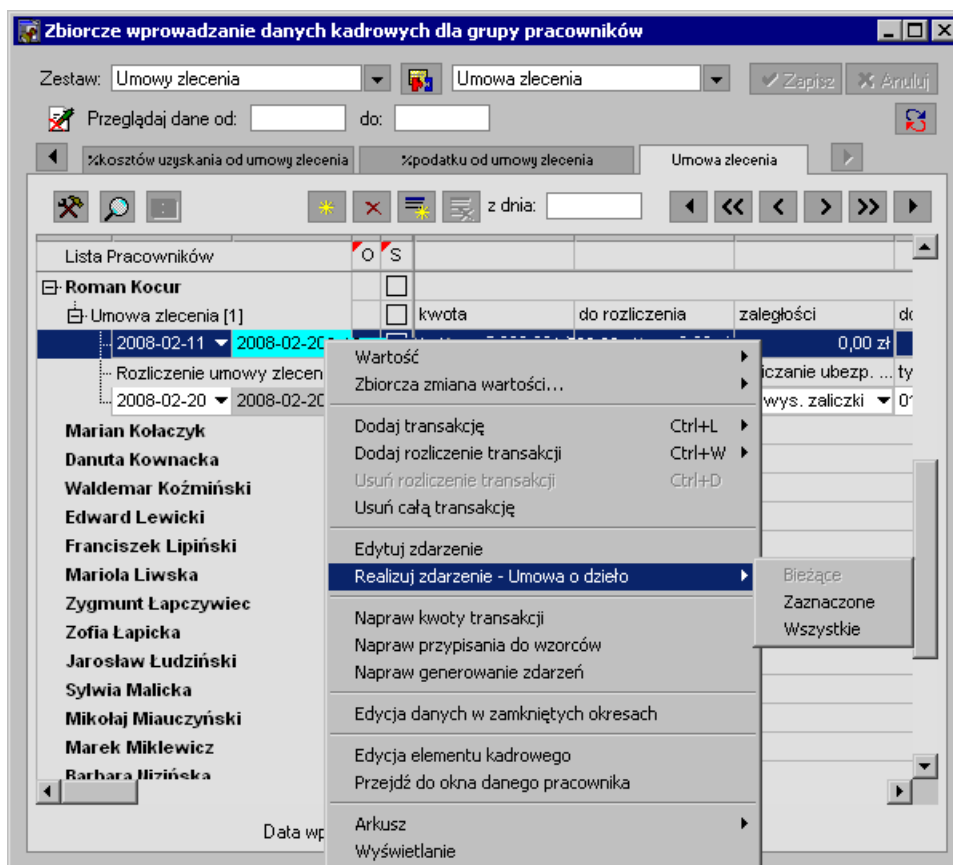 Zbiorcze wprowadzanie danych kadrowych dla grupy pracowników
Zestaw: Umowy zlecenia Umowa zlecenia Zapisz Anuluj
Przeglądaj dane od: do:
%kosztów uzyskania od umowy zlecenia %podatku od umowy zlecenia Umowa zlecenia
z dnia:
Lista Pracowników O S
Roman Kocur
Umowa zlecenia [1] kwota do rozliczenia zaległości
2008-02-11 2008-02-20 0,00 zł
Rozliczenie umowy zlecen iczanie ubezp. ... ty
2008-02-20 2008-02-20 wys. zaliczki 01
Marian Kołaczyk
Danuta Kownacka
Waldemar Koźmiński
Edward Lewicki
Franciszek Lipiński
Mariola Liwska
Zygmunt Łapczywiec
Zofia Łapicka
Jarosław Łudziński
Sylwia Malicka
Mikołaj Miauczyński
Marek Miklewicz
Barbara Nizińska
Data wp
Wartość
Zbiorcza zmiana wartości...
Dodaj transakcję Ctrl+L
Dodaj rozliczenie transakcji Ctrl+W
Usuń rozliczenie transakcji Ctrl+D
Usuń całą transakcję
Edytuj zdarzenie
Realizuj zdarzenie - Umowa o dzieło
Napraw kwoty transakcji
Napraw przypisania do wzorców
Napraw generowanie zdarzeń
Edycja danych w zamkniętych okresach
Edycja elementu kadrowego
Przejdź do okna danego pracownika
Arkusz
Wyświetlanie
Bieżące
Zaznaczone
Wszystkie